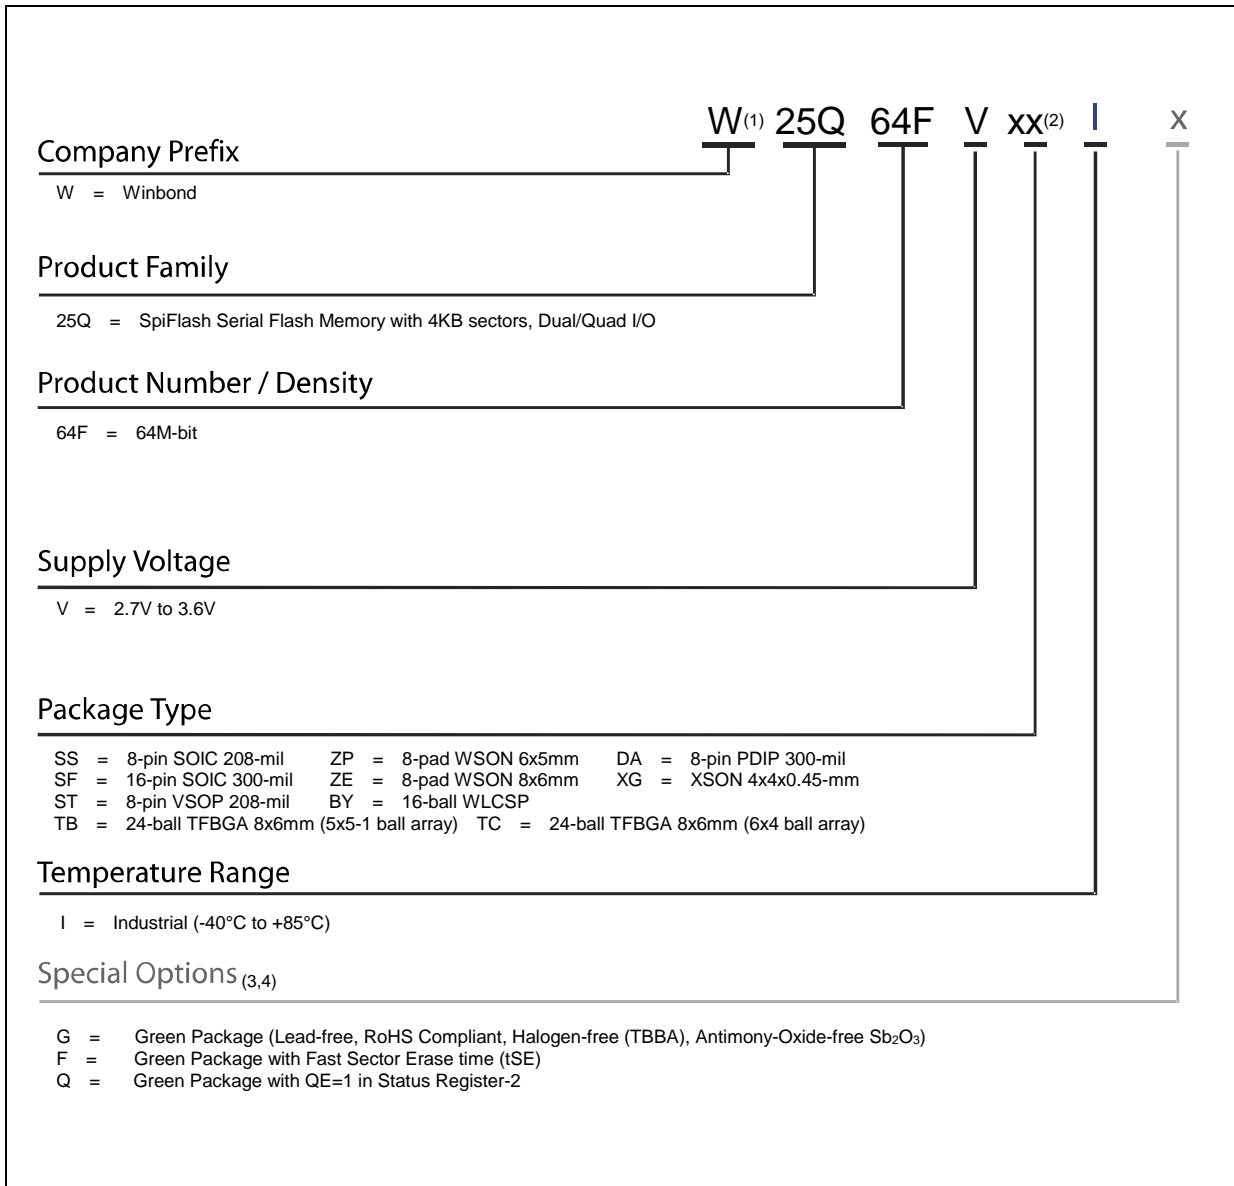 W(1) 25Q 64F V xx(2) I x
Company Prefix
W = Winbond
Product Family
25Q = SpiFlash Serial Flash Memory with 4KB sectors, Dual/Quad I/O
Product Number / Density
64F = 64M-bit
Supply Voltage
V = 2.7V to 3.6V
Package Type
SS = 8-pin SOIC 208-mil ZP = 8-pad WSON 6x5mm DA = 8-pin PDIP 300-mil
SF = 16-pin SOIC 300-mil ZE = 8-pad WSON 8x6mm XG = XSON 4x4x0.45-mm
ST = 8-pin VSOP 208-mil BY = 16-ball WLCSP
TB = 24-ball TFBGA 8x6mm (5x5-1 ball array) TC = 24-ball TFBGA 8x6mm (6x4 ball array)
Temperature Range
I = Industrial (-40°C to +85°C)
Special Options (3,4)
G = Green Package (Lead-free, RoHS Compliant, Halogen-free (TBBA), Antimony-Oxide-free Sb₂O₃)
F = Green Package with Fast Sector Erase time (tSE)
Q = Green Package with QE=1 in Status Register-2